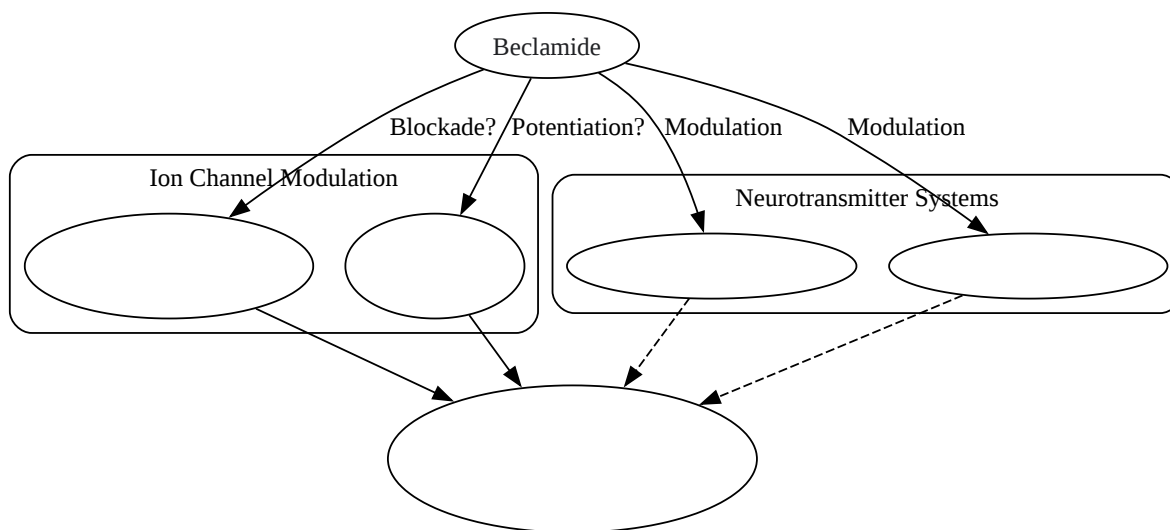 Beclamide
Blockade?
Potentiation?
Modulation
Modulation
Ion Channel Modulation
Neurotransmitter Systems